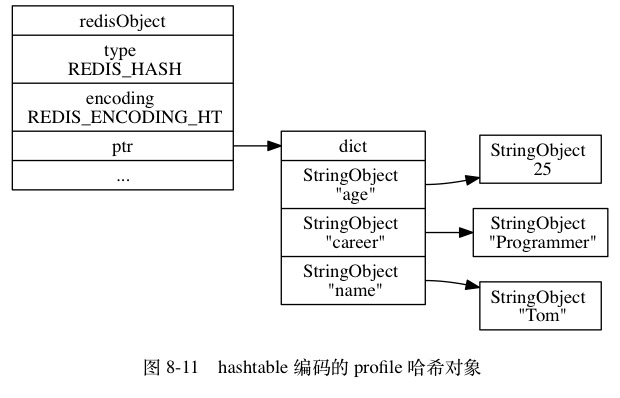 redisObject
type
REDIS_HASH
encoding
REDIS_ENCODING_HT
ptr
...
dict
StringObject
"age"
StringObject
"career"
StringObject
"name"
StringObject
25
StringObject
"Programmer"
StringObject
"Tom"
图 8-11 hashtable 编码的 profile 哈希对象